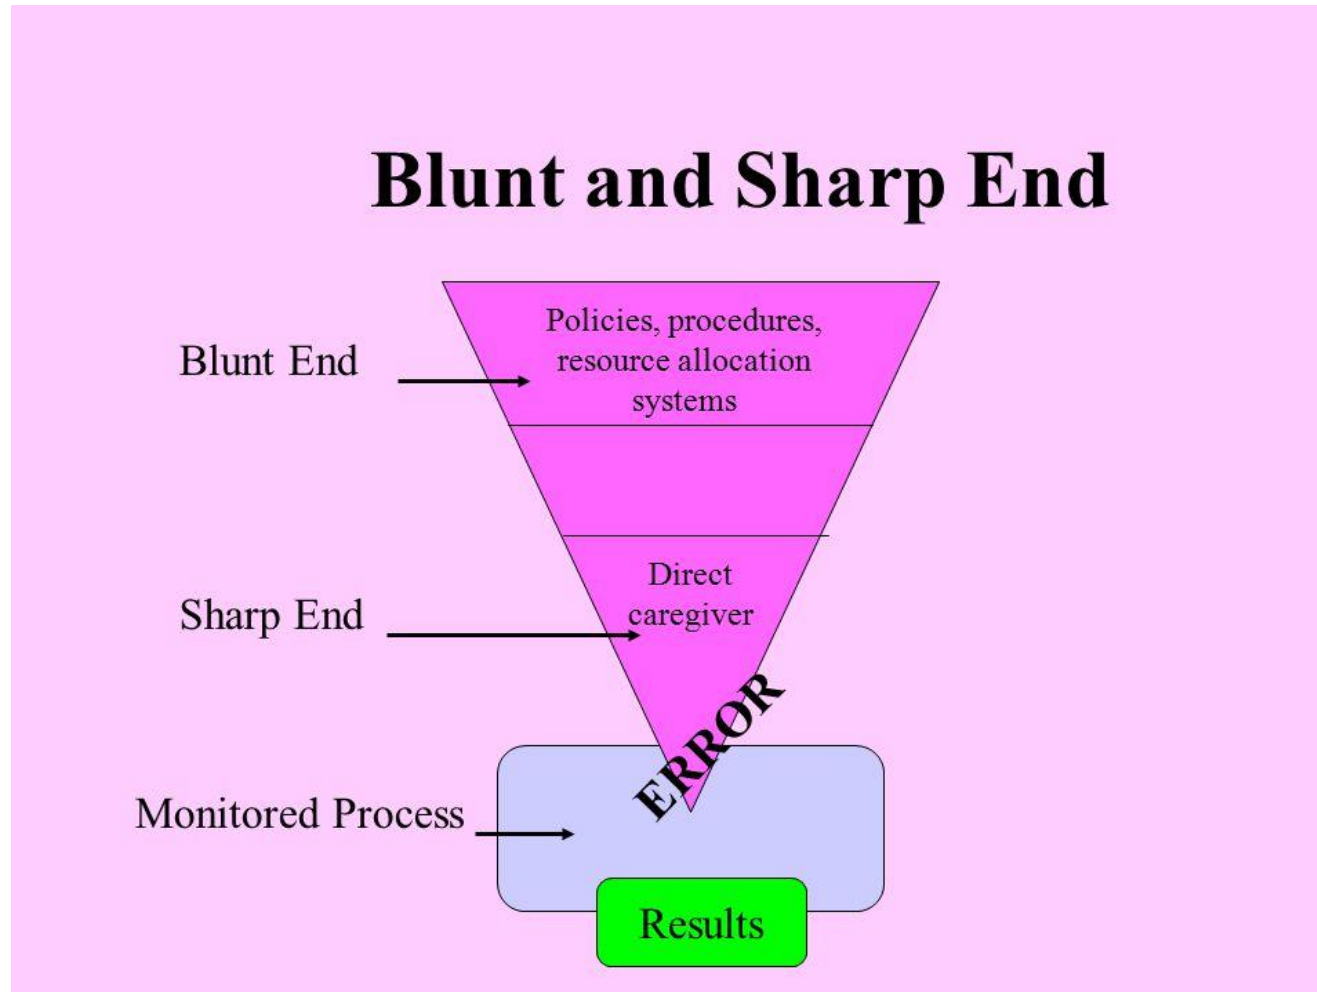 Blunt and Sharp End
Policies, procedures,
resource allocation
systems
Blunt End
Direct
caregiver
Sharp End
ERROR
Monitored Process
Results